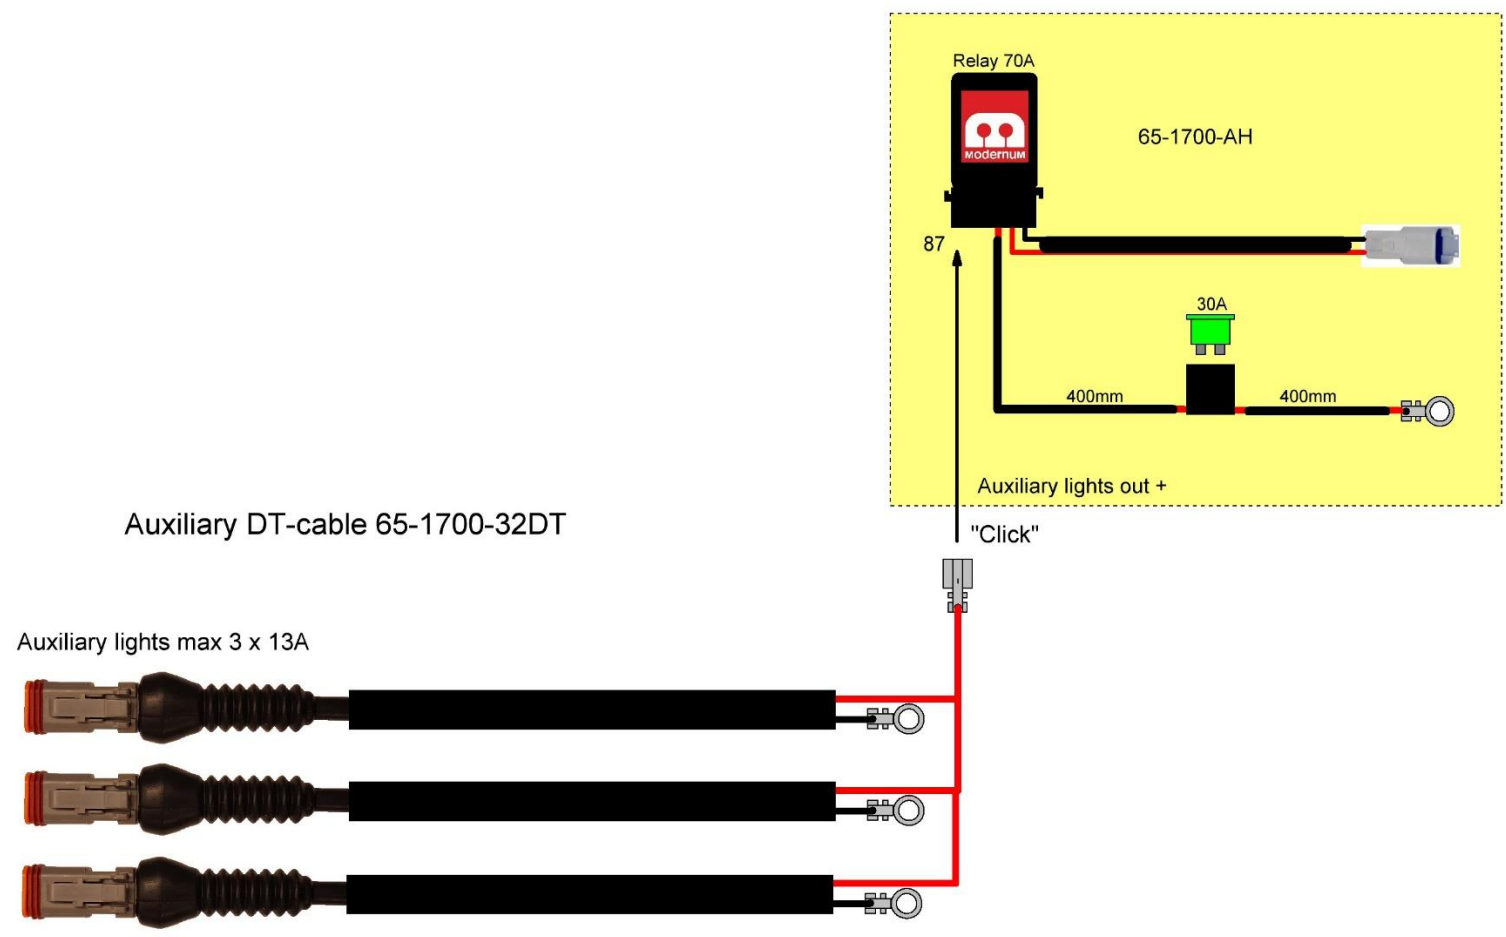 Relay 70A
MODERNUM
65-1700-AH
87
30A
400mm
400mm
Auxiliary lights out +
"Click"
Auxiliary DT-cable 65-1700-32DT
Auxiliary lights max 3 x 13A